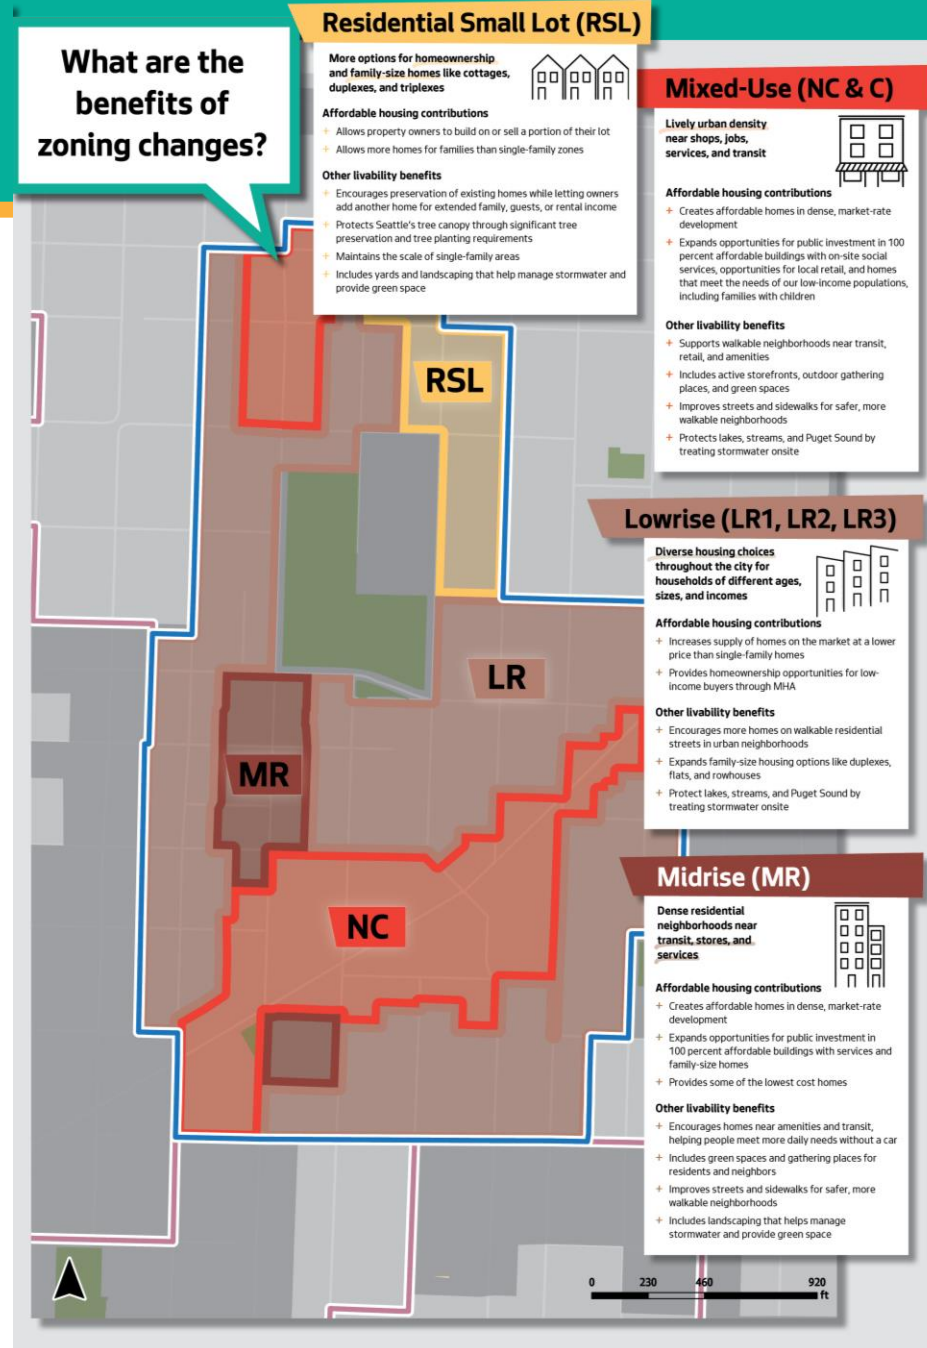 What are the
benefits of
zoning changes?
Residential Small Lot (RSL)
More options for homeownership
and family-size homes like cottages,
duplexes, and triplexes
Affordable housing contributions
+ Allows property owners to build on or sell a portion of their lot
+ Allows more homes for families than single-family zones
Other livability benefits
+ Encourages preservation of existing homes while letting owners
add another home for extended family, guests, or rental income
+ Protects Seattle's tree canopy through significant tree
preservation and tree planting requirements
+ Maintains the scale of single-family areas
+ Includes yards and landscaping that help manage stormwater and
provide green space
Mixed-Use (NC & C)
Lively urban density
near shops, jobs,
services, and transit
Affordable housing contributions
+ Creates affordable homes in dense, market-rate
development
+ Expands opportunities for public investment in 100
percent affordable buildings with on-site social
services, opportunities for local retail, and homes
that meet the needs of our low-income populations,
including families with children
Other livability benefits
+ Supports walkable neighborhoods near transit,
retail, and amenities
+ Includes active storefronts, outdoor gathering
places, and green spaces
+ Improves streets and sidewalks for safer, more
walkable neighborhoods
+ Protects lakes, streams, and Puget Sound by
treating stormwater onsite
RSL
Lowrise (LR1, LR2, LR3)
Diverse housing choices
throughout the city for
households of different ages,
sizes, and incomes
Affordable housing contributions
+ Increases supply of homes on the market at a lower
price than single-family homes
+ Provides homeownership opportunities for low-
income buyers through MHA
Other livability benefits
+ Encourages more homes on walkable residential
streets in urban neighborhoods
+ Expands family-size housing options like duplexes,
flats, and rowhouses
+ Protect lakes, streams, and Puget Sound by
treating stormwater onsite
LR
MR
NC
Midrise (MR)
Dense residential
neighborhoods near
transit, stores, and
services
Affordable housing contributions
+ Creates affordable homes in dense, market-rate
development
+ Expands opportunities for public investment in
100 percent affordable buildings with services and
family-size homes
+ Provides some of the lowest cost homes
Other livability benefits
+ Encourages homes near amenities and transit,
helping people meet more daily needs without a car
+ Includes green spaces and gathering places for
residents and neighbors
+ Improves streets and sidewalks for safer, more
walkable neighborhoods
+ Includes landscaping that helps manage
stormwater and provide green space
0 230 460 920
ft